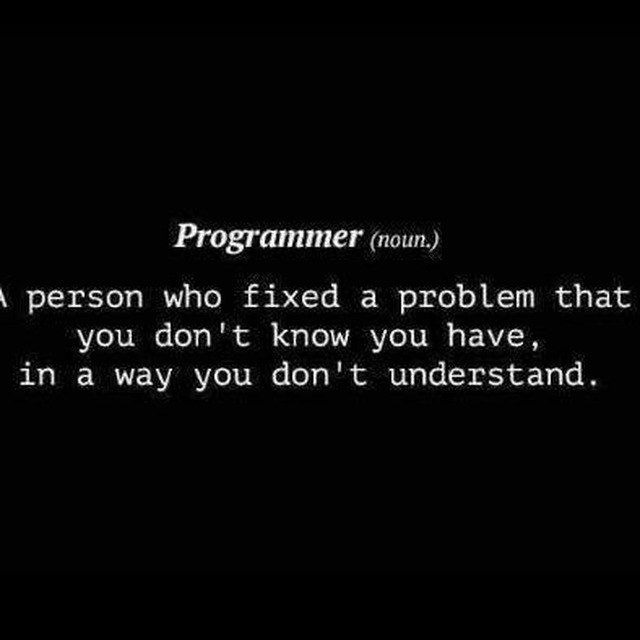 Programmer (noun.)
A person who fixed a problem that
you don't know you have,
in a way you don't understand.